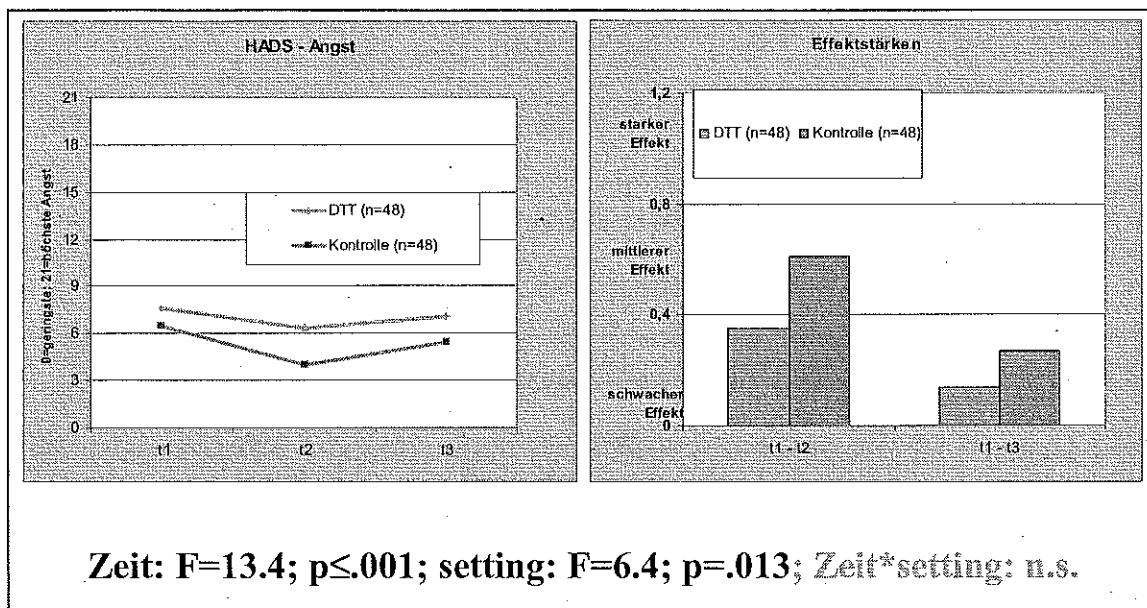 HADS - Angst
0=geringste; 21=höchste Angst
21
18
15
12
9
6
3
0
DTT (n=48)
Kontrolle (n=48)
t1 t2 t3
Effektstärken
1,2
starker
Effekt
DTT (n=48) Kontrolle (n=48)
0,8
mittlerer
Effekt
0,4
schwacher
Effekt
0
t1 - t2 t1 - t3
Zeit: F=13.4; p≤.001; setting: F=6.4; p=.013; Zeit*setting: n.s.